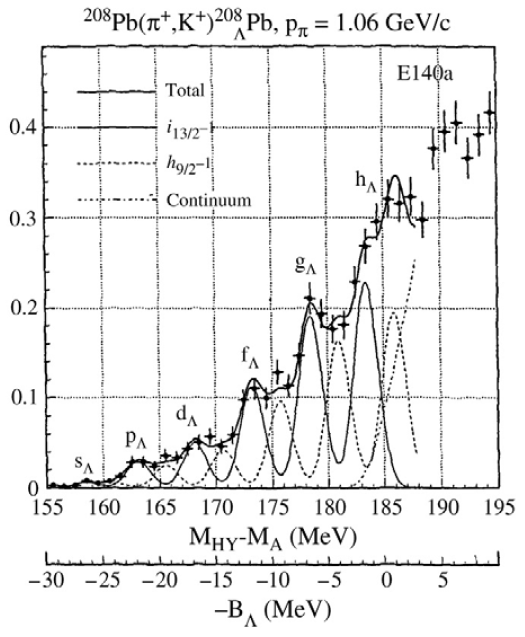 ²⁰⁸Pb(π⁺,K⁺)²⁰⁸ΛPb, pπ = 1.06 GeV/c
E140a
Total
i13/2⁻¹
h9/2⁻¹
Continuum
0.4
0.3
0.2
0.1
0
sΛ
pΛ
dΛ
fΛ
gΛ
hΛ
155 160 165 170 175 180 185 190 195
MHY-MA (MeV)
-30 -25 -20 -15 -10 -5 0 5
-BΛ (MeV)